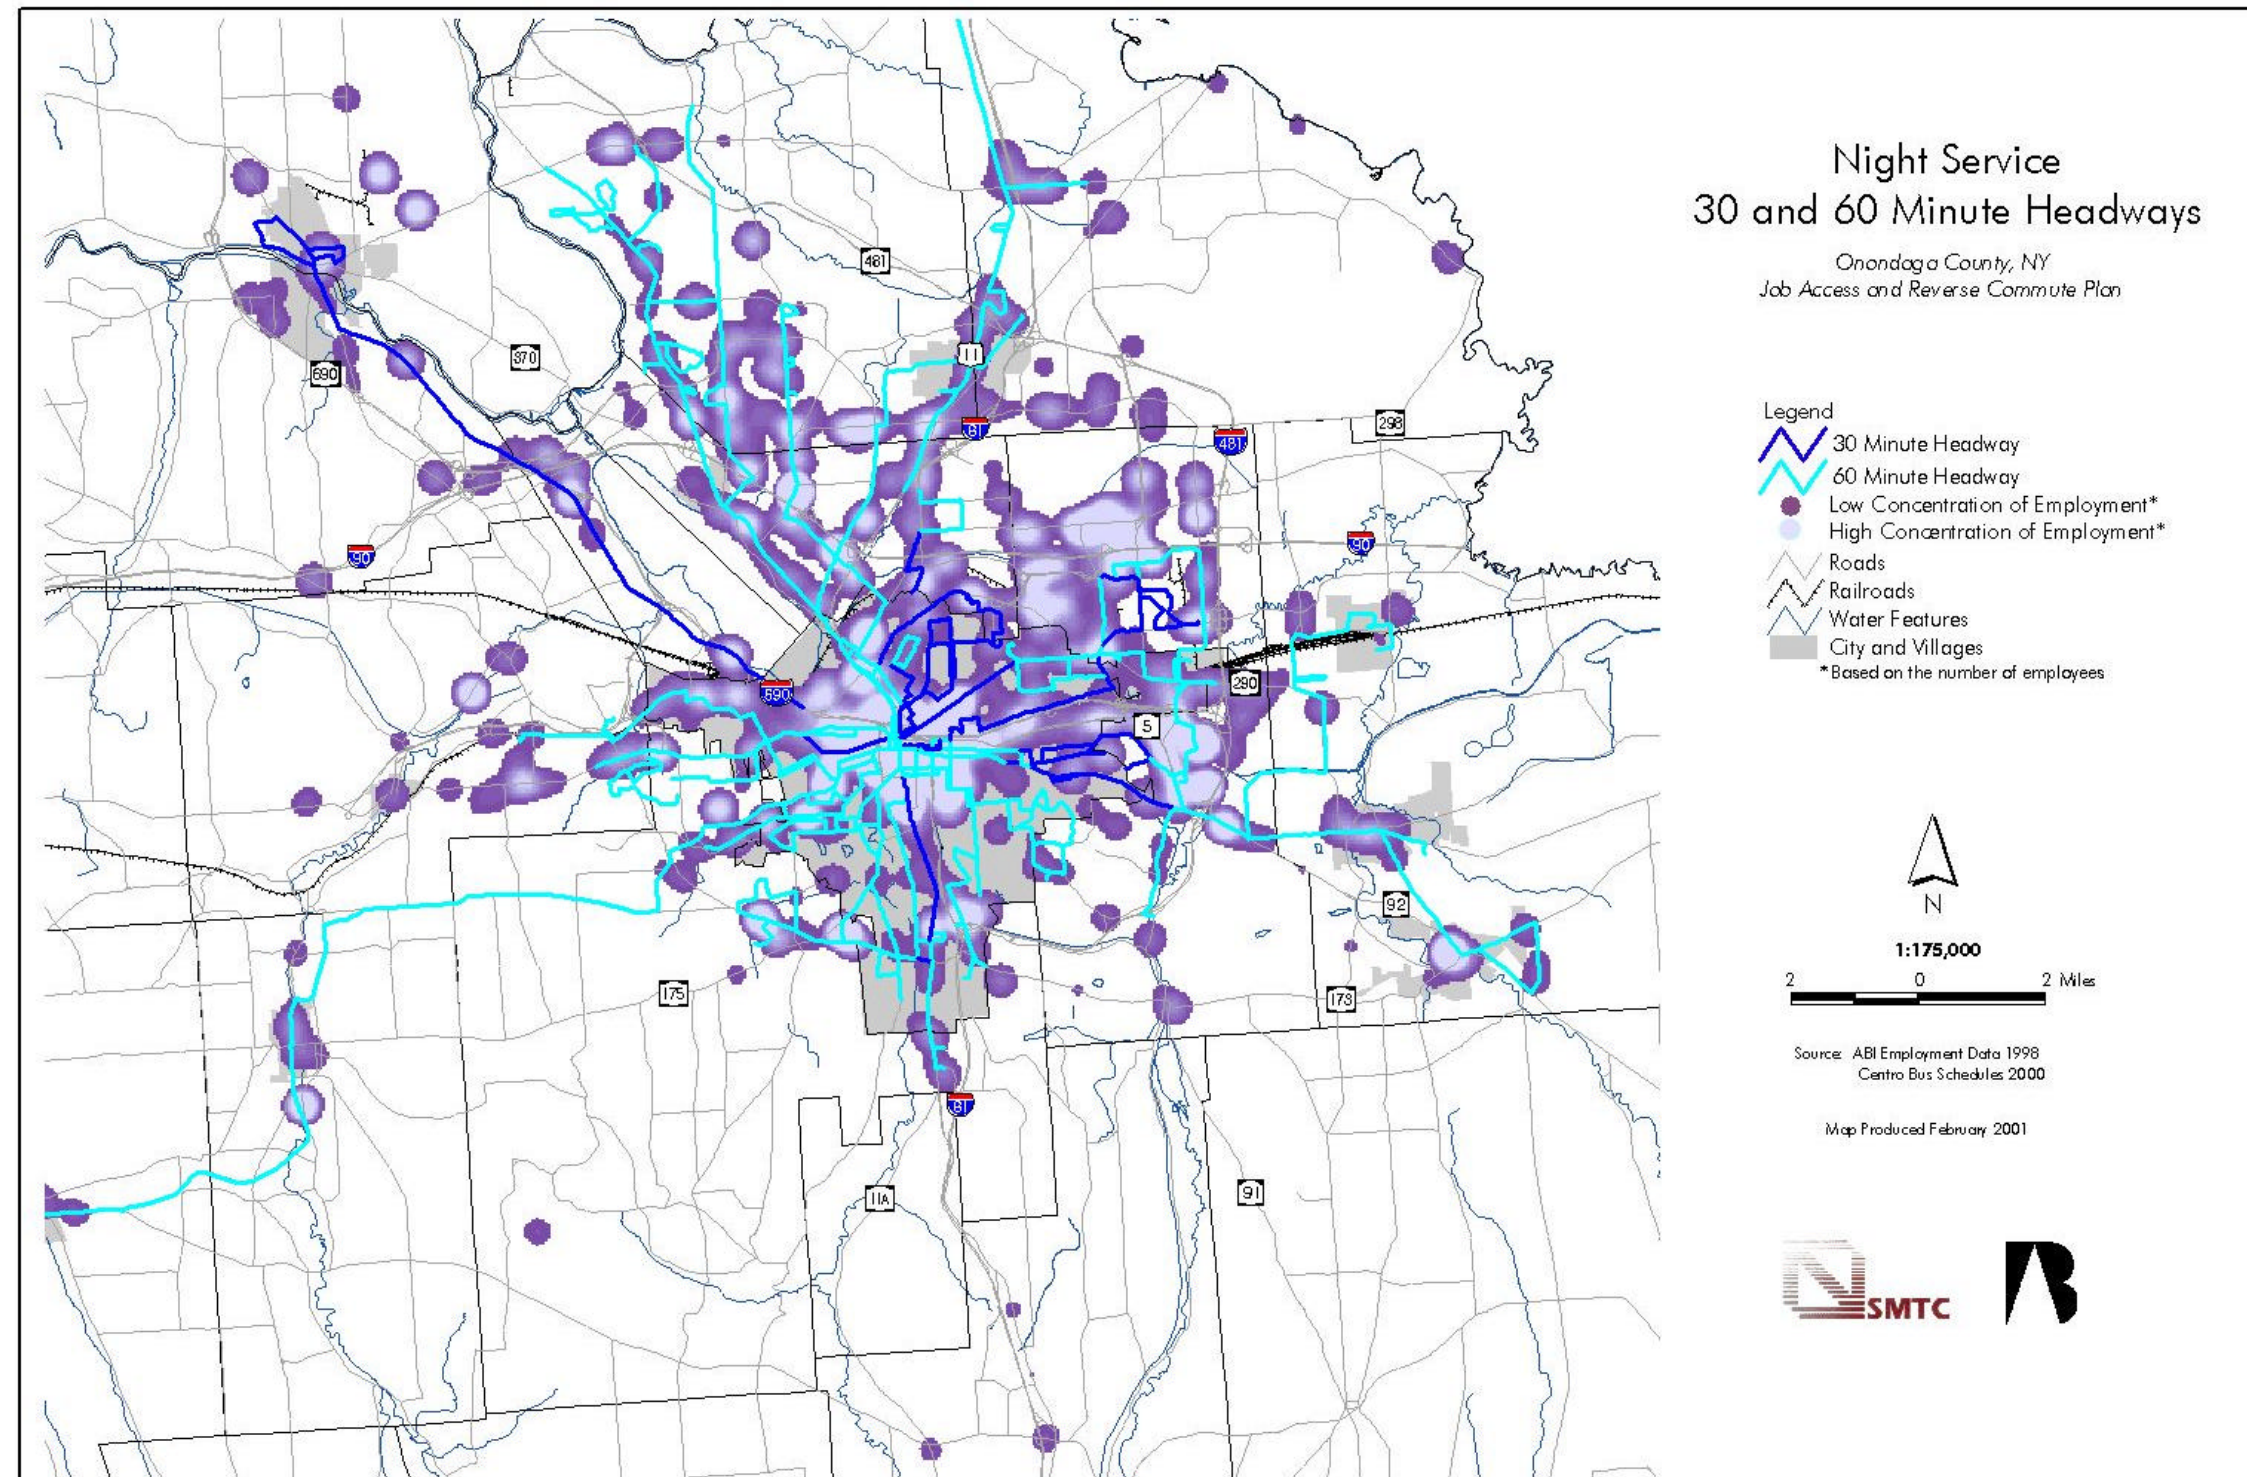 Night Service
30 and 60 Minute Headways
Onondaga County, NY
Job Access and Reverse Commute Plan
Legend
30 Minute Headway
60 Minute Headway
Low Concentration of Employment*
High Concentration of Employment*
Roads
Railroads
Water Features
City and Villages
*Based on the number of employees
N
1:175,000
2 0 2 Miles
Source: ABI Employment Data 1998
Centro Bus Schedules 2000
Map Produced February 2001
SMTC
481
11
370
690
81
298
481
90
90
690
290
5
92
175
173
81
11A
91